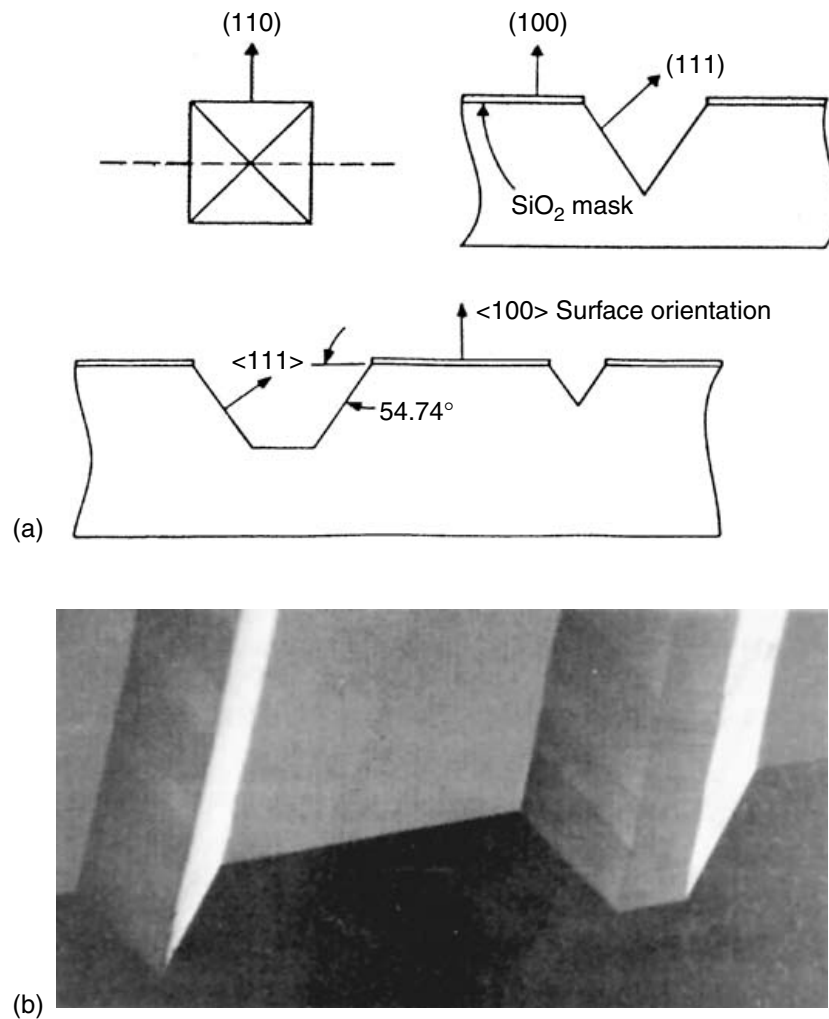 (110)
(100)
(111)
SiO₂ mask
<100> Surface orientation
<111>
54.74°
(a)
(b)